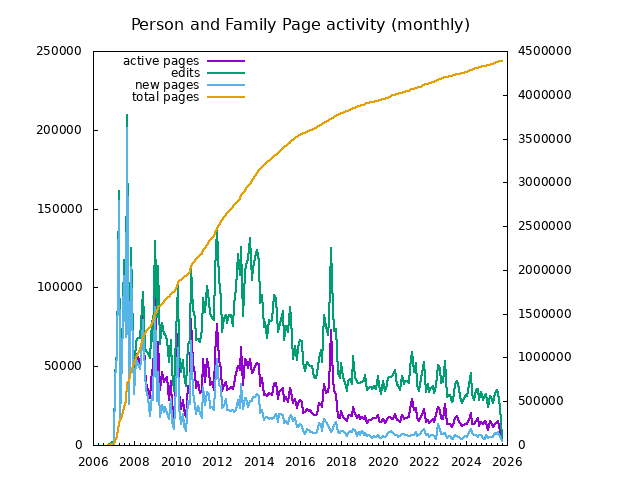 Person and Family Page activity (monthly)
250000
200000
150000
100000
50000
0
active pages
edits
new pages
total pages
4500000
4000000
3500000
3000000
2500000
2000000
1500000
1000000
500000
0
2006 2008 2010 2012 2014 2016 2018 2020 2022 2024 2026